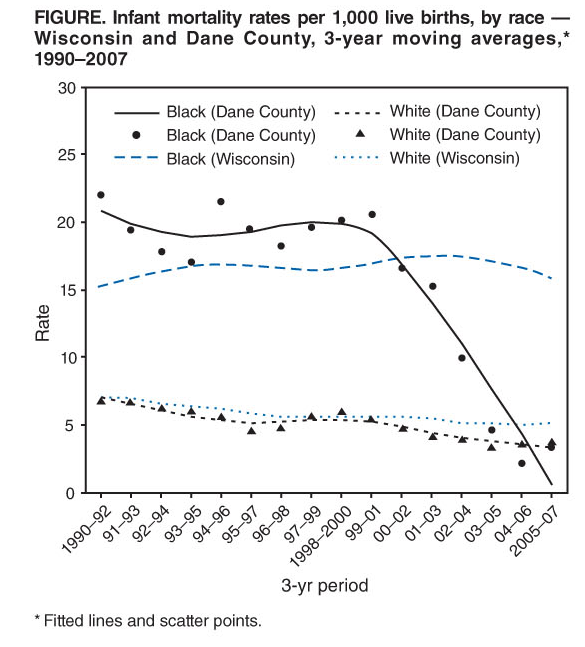 FIGURE. Infant mortality rates per 1,000 live births, by race —
Wisconsin and Dane County, 3-year moving averages,*
1990–2007
30
25
20
15
10
5
0
Rate
Black (Dane County)
White (Dane County)
Black (Dane County)
White (Dane County)
Black (Wisconsin)
White (Wisconsin)
1990–92
91–93
92–94
93–95
94–96
95–97
96–98
97–99
1998–2000
99–01
00–02
01–03
02–04
03–05
04–06
2005–07
3-yr period
* Fitted lines and scatter points.